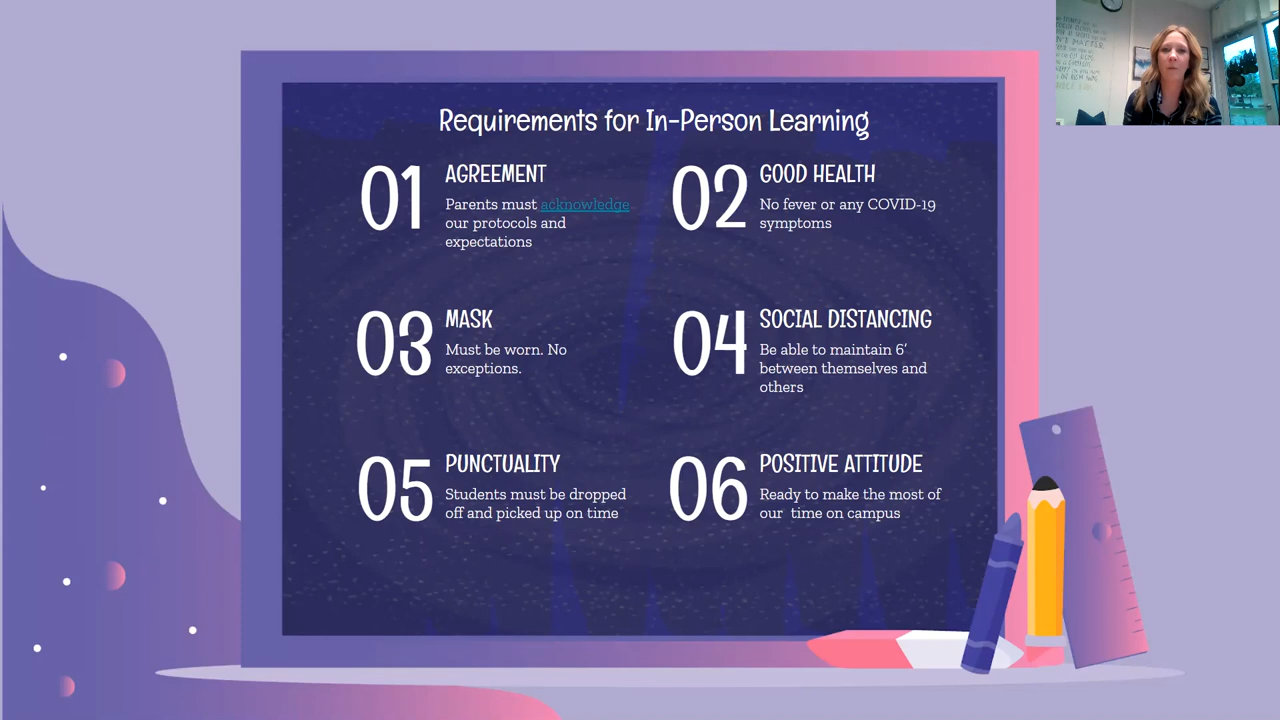 Requirements for In-Person Learning
01
AGREEMENT
Parents must acknowledge
our protocols and
expectations
02
GOOD HEALTH
No fever or any COVID-19
symptoms
03
MASK
Must be worn. No
exceptions.
04
SOCIAL DISTANCING
Be able to maintain 6’
between themselves and
others
05
PUNCTUALITY
Students must be dropped
off and picked up on time
06
POSITIVE ATTITUDE
Ready to make the most of
our  time on campus